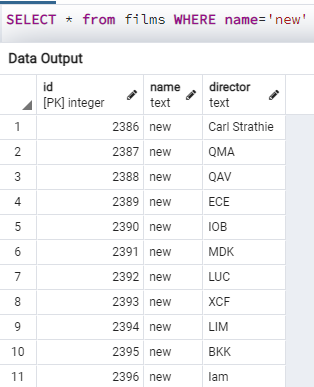 SELECT * from films WHERE name='new'
Data Output
id name director
[PK] integer text text
1 2386 new Carl Strathie
2 2387 new QMA
3 2388 new QAV
4 2389 new ECE
5 2390 new IOB
6 2391 new MDK
7 2392 new LUC
8 2393 new XCF
9 2394 new LIM
10 2395 new BKK
11 2396 new Iam